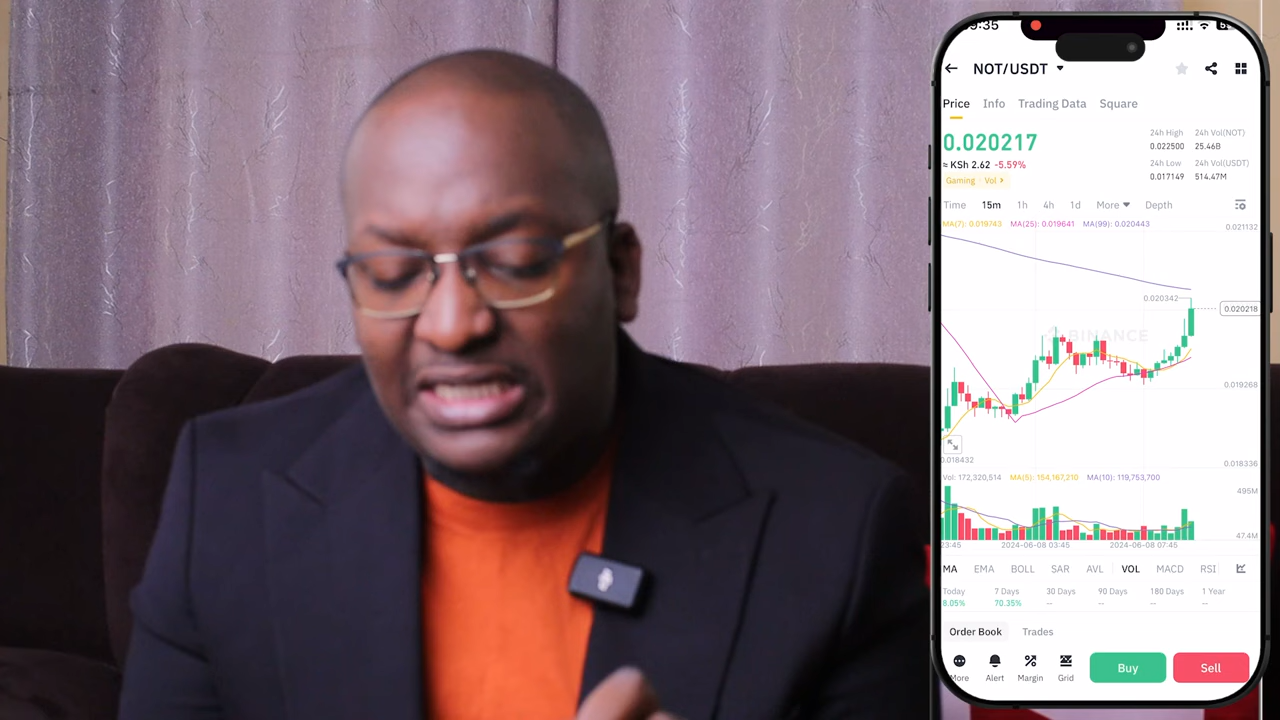 9:35
NOT/USDT
Price Info Trading Data Square
0.020217
≈ KSh 2.62 -5.59%
Gaming Vol
24h High 24h Vol(NOT)
0.022500 25.46B
24h Low 24h Vol(USDT)
0.017149 514.47M
Time 15m 1h 4h 1d More Depth
MA(7): 0.019743 MA(25): 0.019641 MA(99): 0.020443
0.021132
0.020342
0.020218
BINANCE
0.019268
0.018432
0.018336
Vol: 172,320,514 MA(5): 154,167,210 MA(10): 119,753,700
495M
47.4M
23:45 2024-06-08 03:45 2024-06-08 07:45
MA EMA BOLL SAR AVL VOL MACD RSI
Today 7 Days 30 Days 90 Days 180 Days 1 Year
8.05% 70.35% -- -- -- --
Order Book Trades
More Alert Margin Grid Buy Sell